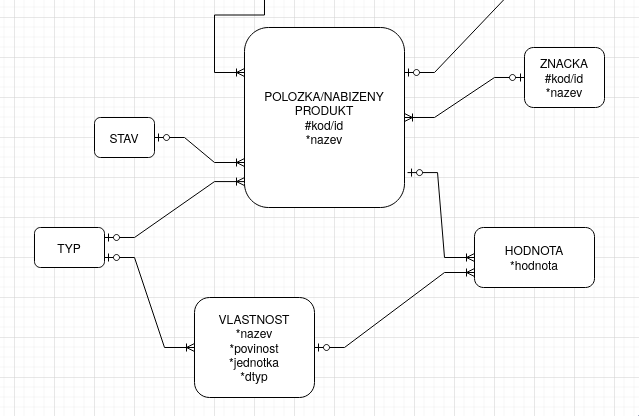 POLOZKA/NABIZENY
PRODUKT
#kod/id
*nazev
ZNACKA
#kod/id
*nazev
STAV
TYP
HODNOTA
*hodnota
VLASTNOST
*nazev
*povinost
*jednotka
*dtyp